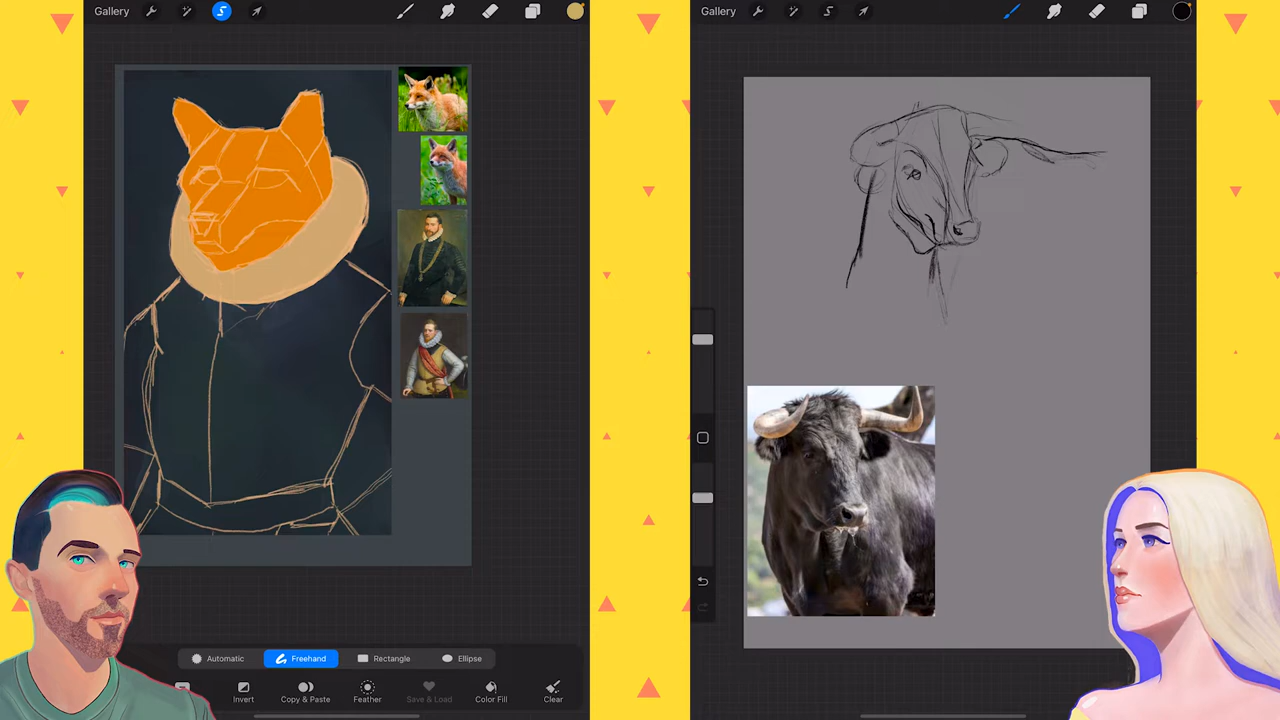 Gallery
Automatic
Freehand
Rectangle
Ellipse
Invert
Copy & Paste
Feather
Save & Load
Color Fill
Clear
Gallery